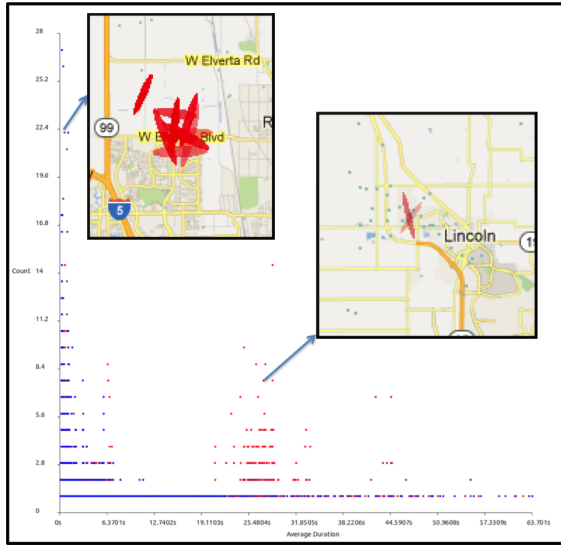 28
25.2
22.4
19.6
16.8
Count
14
11.2
8.4
5.6
2.8
0
0s
6.3701s
12.7402s
19.1103s
25.4804s
31.8505s
38.2206s
44.5907s
50.9608s
57.3309s
63.701s
Average Duration
W Elverta Rd
99
W
Blvd
R
5
Lincoln